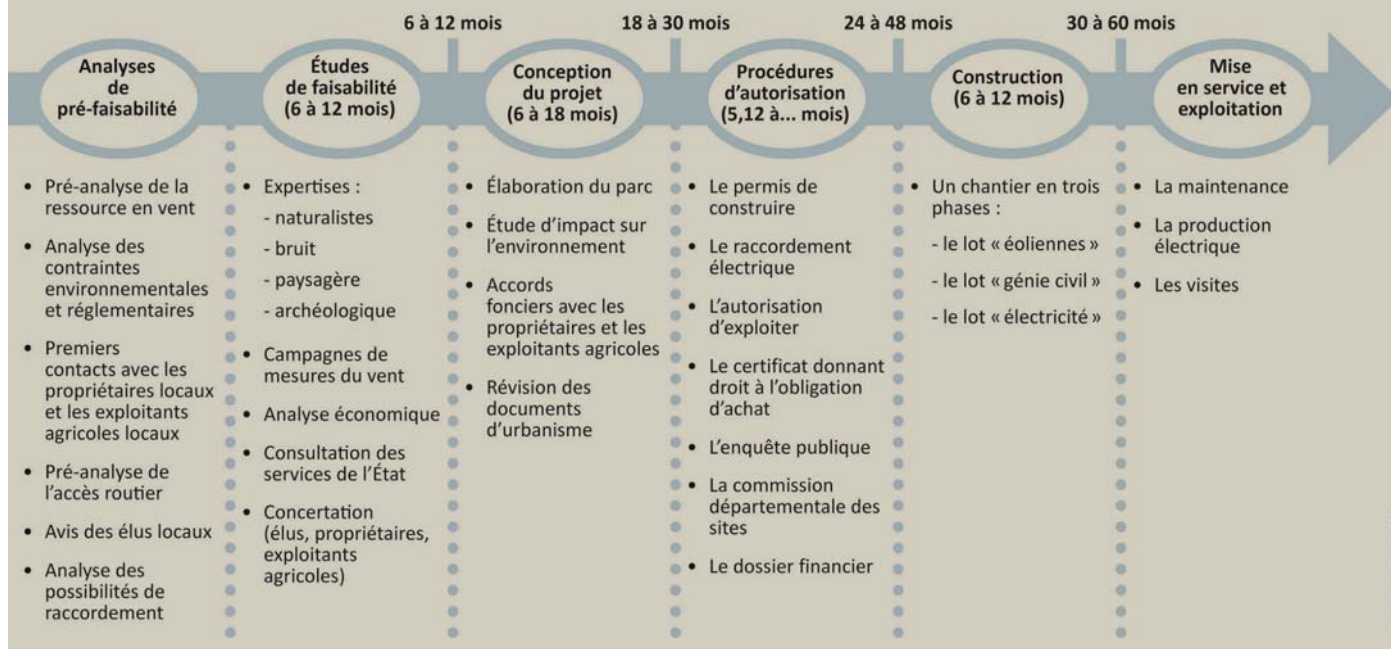 6 à 12 mois
18 à 30 mois
24 à 48 mois
30 à 60 mois
Analyses
de
pré-faisabilité
Études
de faisabilité
(6 à 12 mois)
Conception
du projet
(6 à 18 mois)
Procédures
d'autorisation
(5,12 à... mois)
Construction
(6 à 12 mois)
Mise
en service et
exploitation
• Pré-analyse de la
ressource en vent
• Analyse des
contraintes
environnementales
et réglementaires
• Premiers
contacts avec les
propriétaires locaux
et les exploitants
agricoles locaux
• Pré-analyse de
l'accès routier
• Avis des élus locaux
• Analyse des
possibilités de
raccordement
• Expertises :
- naturalistes
- bruit
- paysagère
- archéologique
• Campagnes de
mesures du vent
• Analyse économique
• Consultation des
services de l'État
• Concertation
(élus, propriétaires,
exploitants
agricoles)
• Élaboration du parc
• Étude d'impact sur
l'environnement
• Accords
fonciers avec les
propriétaires et les
exploitants agricoles
• Révision des
documents
d'urbanisme
• Le permis de
construire
• Le raccordement
électrique
• L'autorisation
d'exploiter
• Le certificat donnant
droit à l'obligation
d'achat
• L'enquête publique
• La commission
départementale des
sites
• Le dossier financier
• Un chantier en trois
phases :
- le lot « éoliennes »
- le lot « génie civil »
- le lot « électricité »
• La maintenance
• La production
électrique
• Les visites